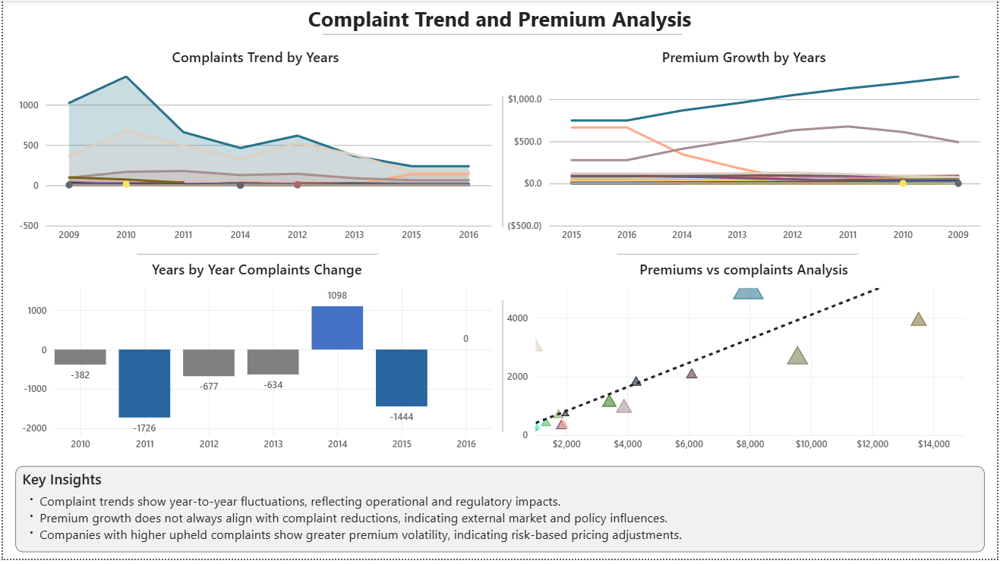 Complaint Trend and Premium Analysis
Complaints Trend by Years
1000
500
0
-500
2009 2010 2011 2014 2012 2013 2015 2016
Premium Growth by Years
$1,000.0
$500.0
$0.0
($500.0)
2015 2016 2014 2013 2012 2011 2010 2009
Years by Year Complaints Change
1000
0
-1000
-2000
-382
-1726
-677
-634
1098
-1444
0
2010 2011 2012 2013 2014 2015 2016
Premiums vs complaints Analysis
4000
2000
0
$2,000 $4,000 $6,000 $8,000 $10,000 $12,000 $14,000
Key Insights
• Complaint trends show year-to-year fluctuations, reflecting operational and regulatory impacts.
• Premium growth does not always align with complaint reductions, indicating external market and policy influences.
• Companies with higher upheld complaints show greater premium volatility, indicating risk-based pricing adjustments.